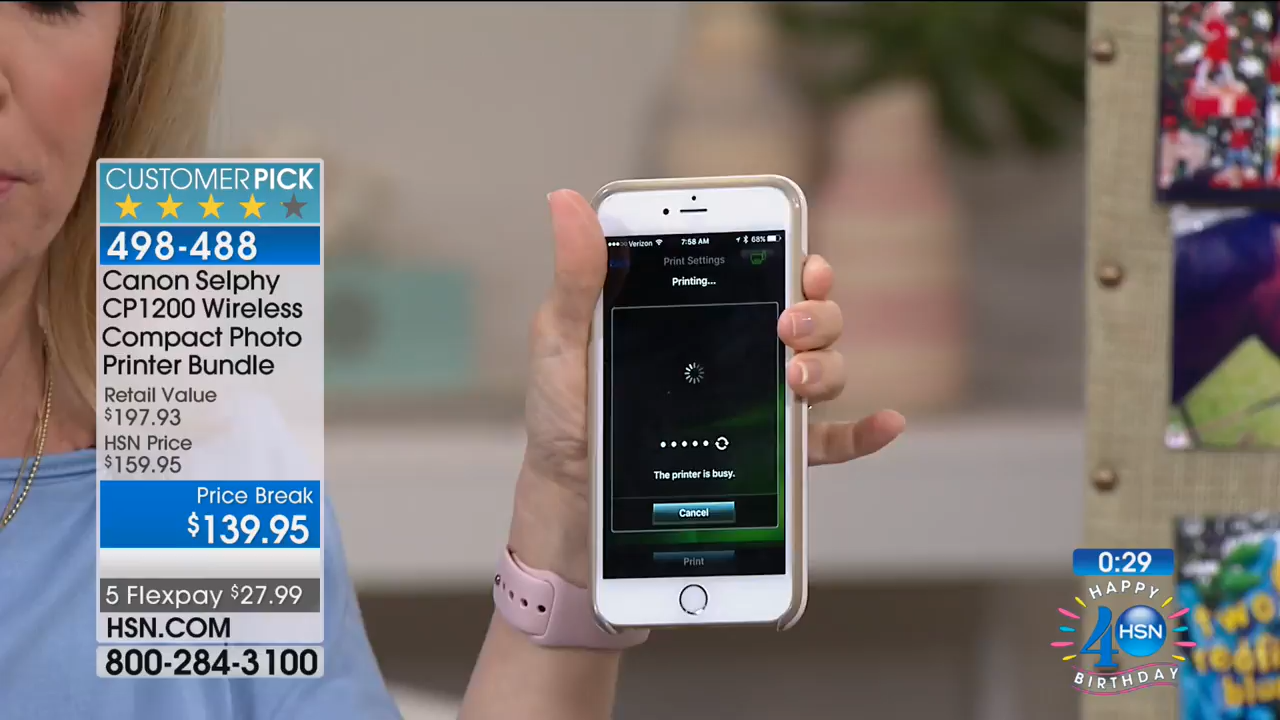 CUSTOMER PICK
498-488
Canon Selphy
CP1200 Wireless
Compact Photo
Printer Bundle
Retail Value
$197.93
HSN Price
$159.95
Price Break
$139.95
5 Flexpay $27.99
HSN.COM
800-284-3100
Verizon 7:58 AM 68%
Print Settings
Printing...
The printer is busy.
Cancel
Print
0:29
HAPPY
40 HSN
BIRTHDAY
two